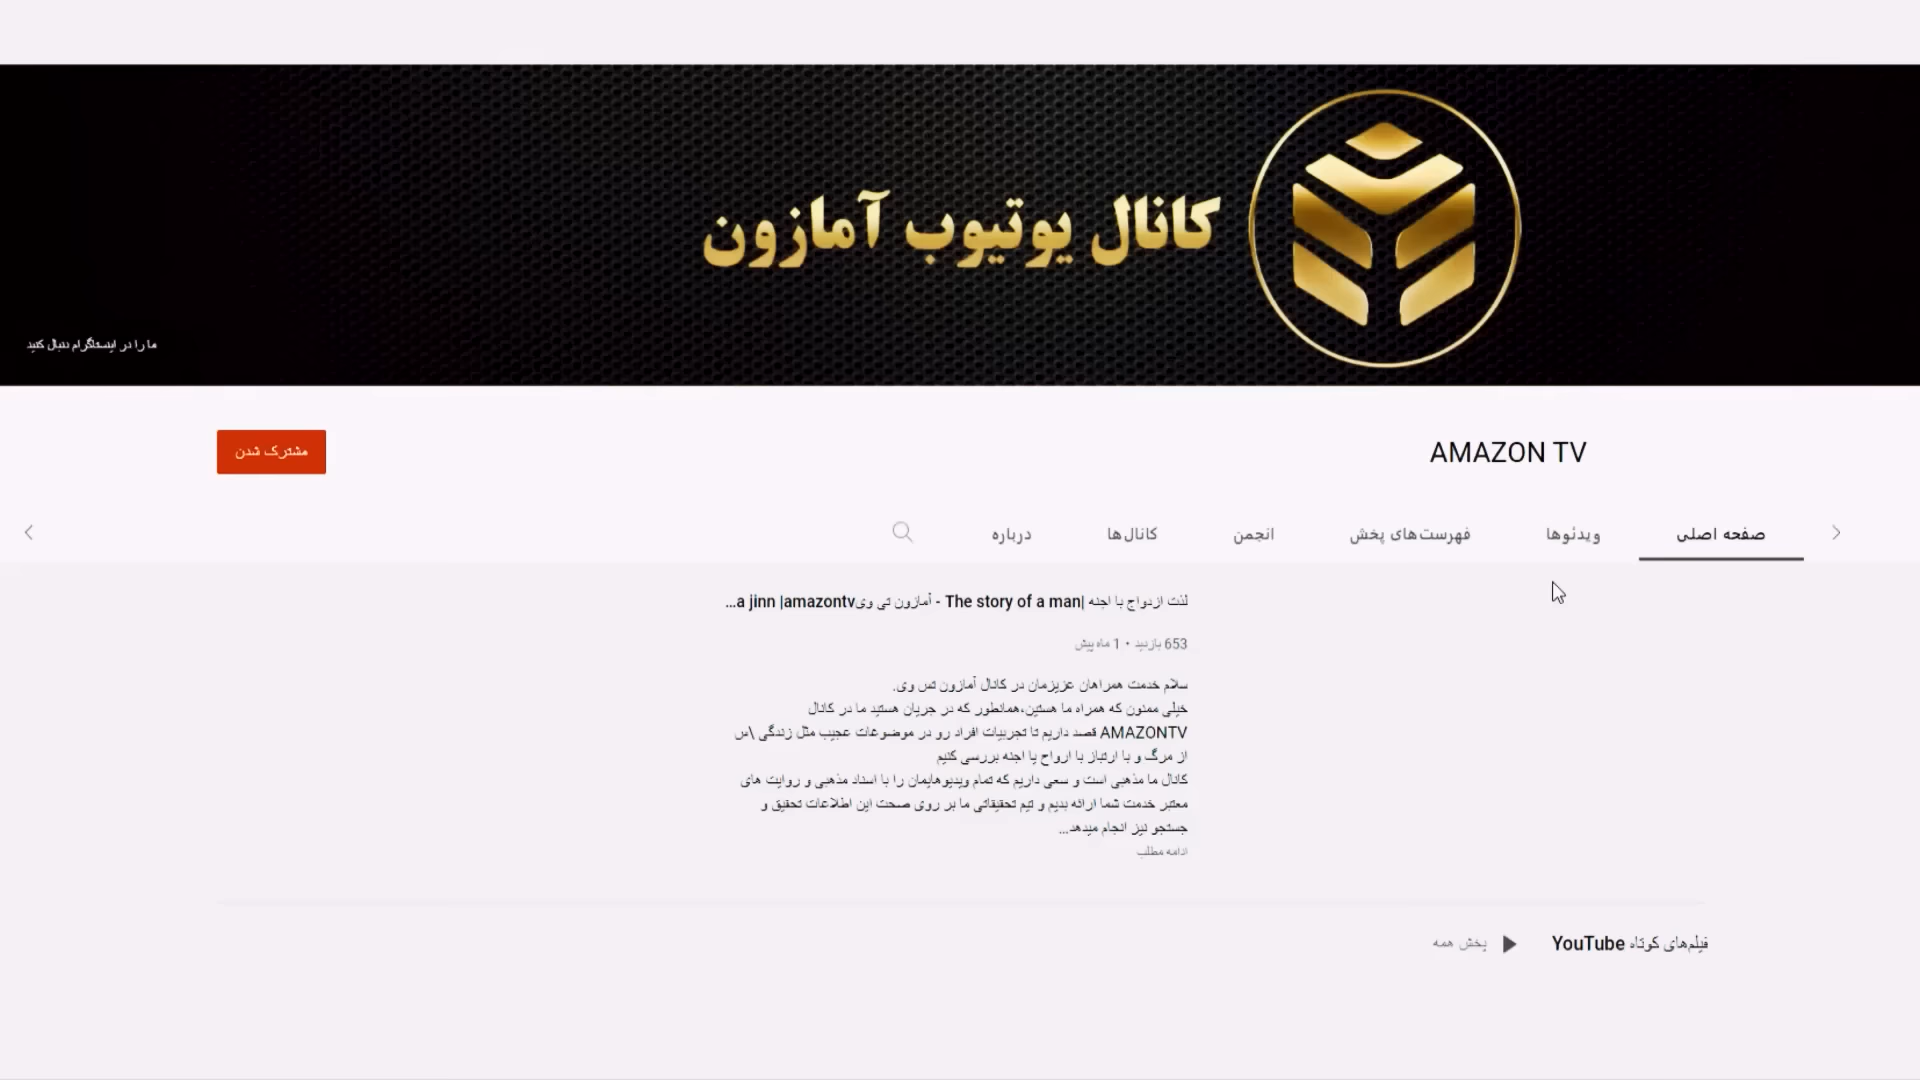 کانال یوتیوب آمازون
ما را در اینستاگرام دنبال کنید
AMAZON TV
مشترک شدن
صفحه اصلی
ویدئوها
فهرست‌های پخش
انجمن
کانال‌ها
درباره
لذت ازدواج با اجنه |The story of a man - آمازون تی ویa jinn |amazontv...
653 بازدید • 1 ماه پیش
سلام خدمت همراهان عزیزمان در کانال آمازون تس وی.
خیلی ممنون که همراه ما هستین،همانطور که در جریان هستید ما در کانال
AMAZONTV قصد داریم تا تجربیات افراد رو در موضوعات عجیب مثل زندگی \س
از مرگ و با ارتباز با ارواح یا اجنه بررسی کنیم
کانال ما مذهبی است و سعی داریم که تمام ویدیوهایمان را با اسناد مذهبی و روایت های
معتبر خدمت شما ارائه بدیم و تیم تحقیقاتی ما بر روی صحت این اطلاعات تحقیق و
جستجو نیز انجام میدهد...
ادامه مطلب
فیلم‌های کوتاه YouTube
پخش همه